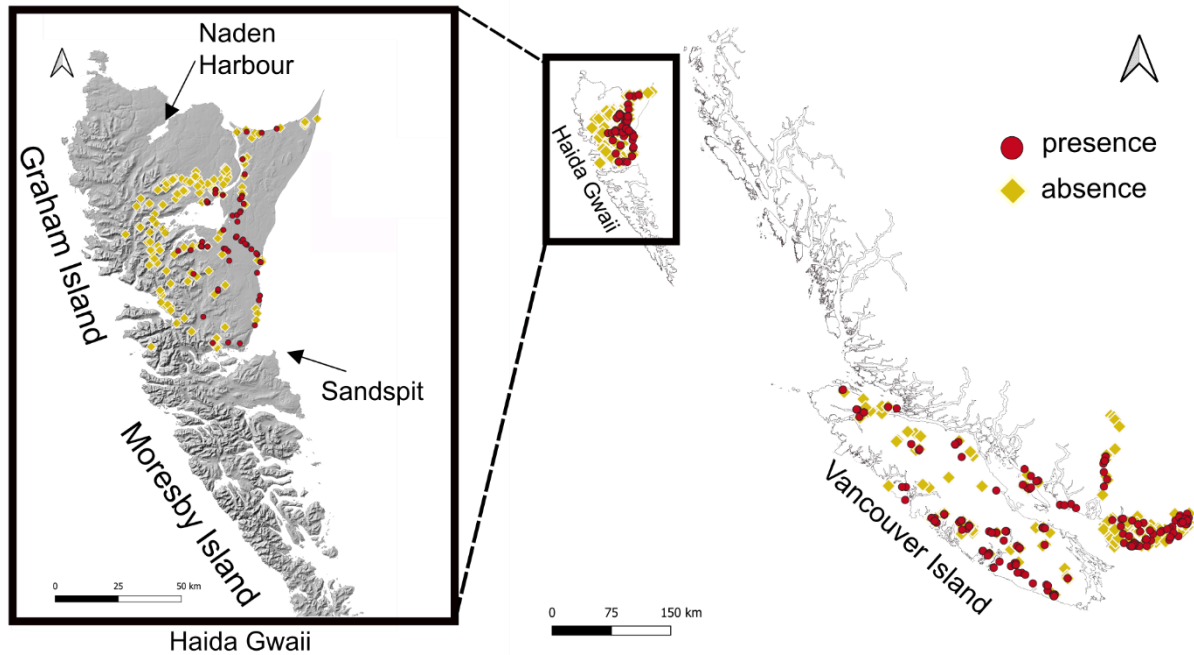 Naden
Harbour
Graham Island
Sandspit
Moresby Island
0 25 50 km
Haida Gwaii
Haida Gwaii
presence
absence
Vancouver Island
0 75 150 km